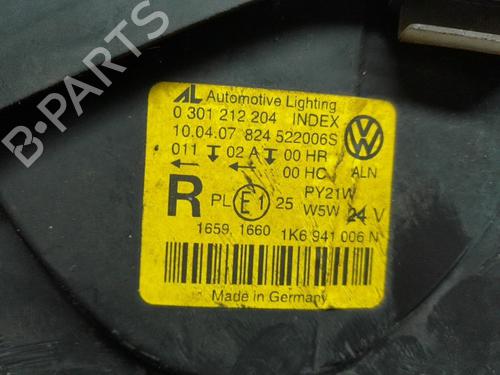 AL Automotive Lighting
0 301 212 204 INDEX
10.04.07 824 522006S
011 02 A 00 HR
00 HC ALN
R PL E1 25 PY21W
W5W 24 V
1659, 1660 1K6 941 006 N
Made in Germany
B-PARTS